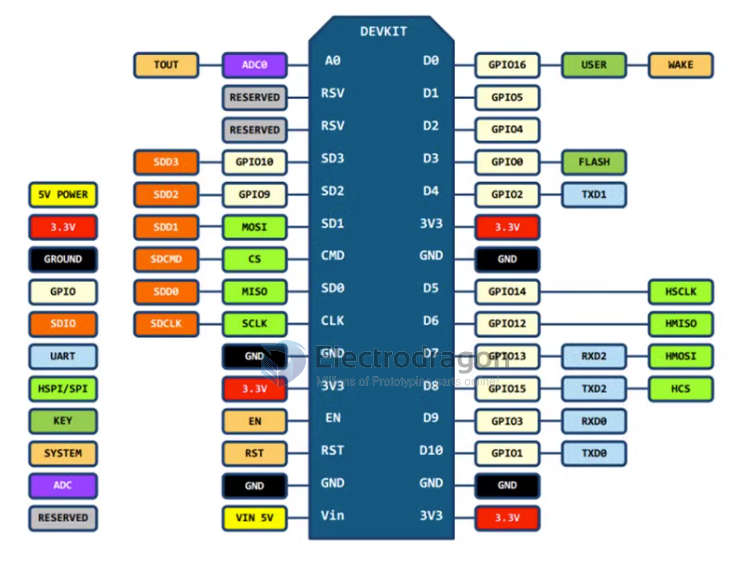 DEVKIT
TOUT ADC0 A0 D0 GPIO16 USER WAKE
RESERVED RSV D1 GPIO5
RESERVED RSV D2 GPIO4
SDD3 GPIO10 SD3 D3 GPIO0 FLASH
5V POWER SDD2 GPIO9 SD2 D4 GPIO2 TXD1
3.3V SDD1 MOSI SD1 3V3 3.3V
GROUND SDCMD CS CMD GND GND
GPIO SDD0 MISO SD0 D5 GPIO14 HSCLK
SDIO SDCLK SCLK CLK D6 GPIO12 HMISO
UART GND GND D7 GPIO13 RXD2 HMOSI
Electrodragon
HSPI/SPI 3.3V 3V3 D8 GPIO15 TXD2 HCS
Millions of Prototyping parts online
KEY EN EN D9 GPIO3 RXD0
SYSTEM RST RST D10 GPIO1 TXD0
ADC GND GND GND GND
RESERVED VIN 5V Vin 3V3 3.3V